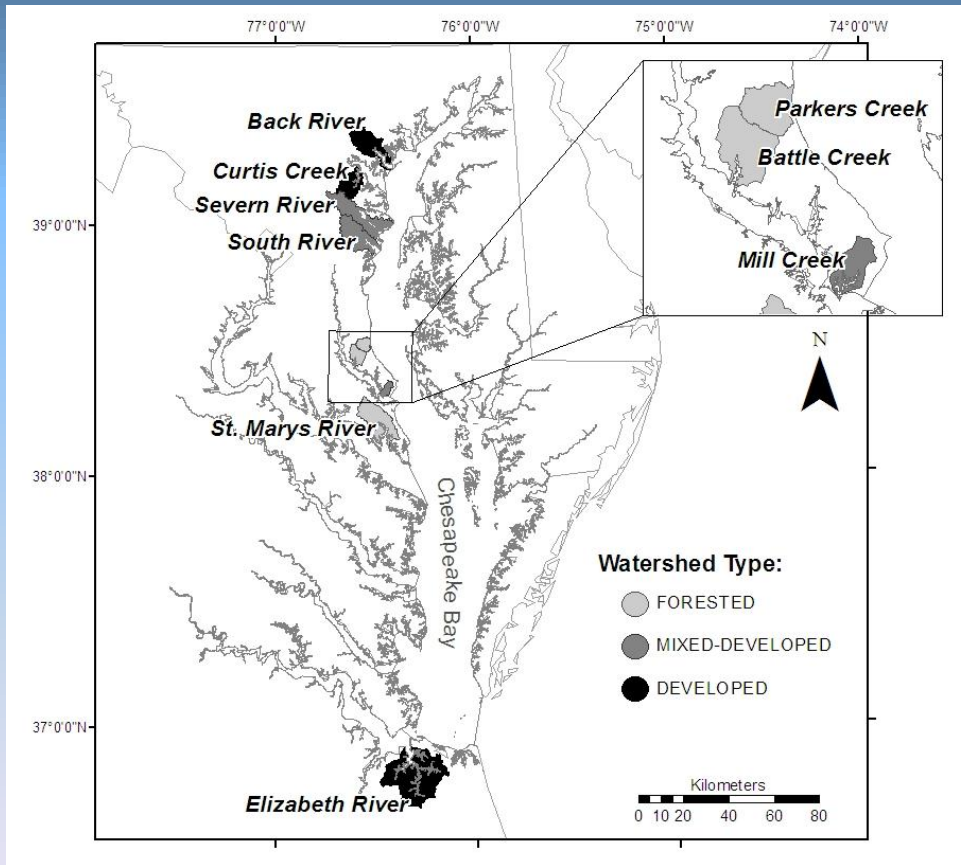 77°0'0"W 76°0'0"W 75°0'0"W 74°0'0"W
Back River
Curtis Creek
Severn River
39°0'0"N
South River
Parkers Creek
Battle Creek
Mill Creek
N
St. Marys River
38°0'0"N
Chesapeake Bay
Watershed Type:
FORESTED
MIXED-DEVELOPED
DEVELOPED
37°0'0"N
Elizabeth River
Kilometers
0 10 20 40 60 80